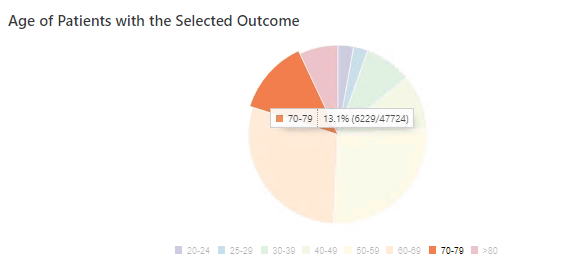 Age of Patients with the Selected Outcome
70-79 13.1% (6229/47724)
20-24 25-29 30-39 40-49 50-59 60-69 70-79 >80